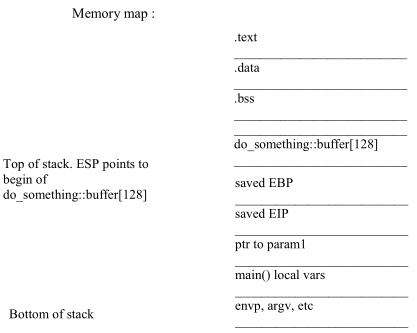 Memory map :
.text
.data
.bss
do_something::buffer[128]
Top of stack. ESP points to
begin of
do_something::buffer[128]
saved EBP
saved EIP
ptr to param1
main() local vars
envp, argv, etc
Bottom of stack